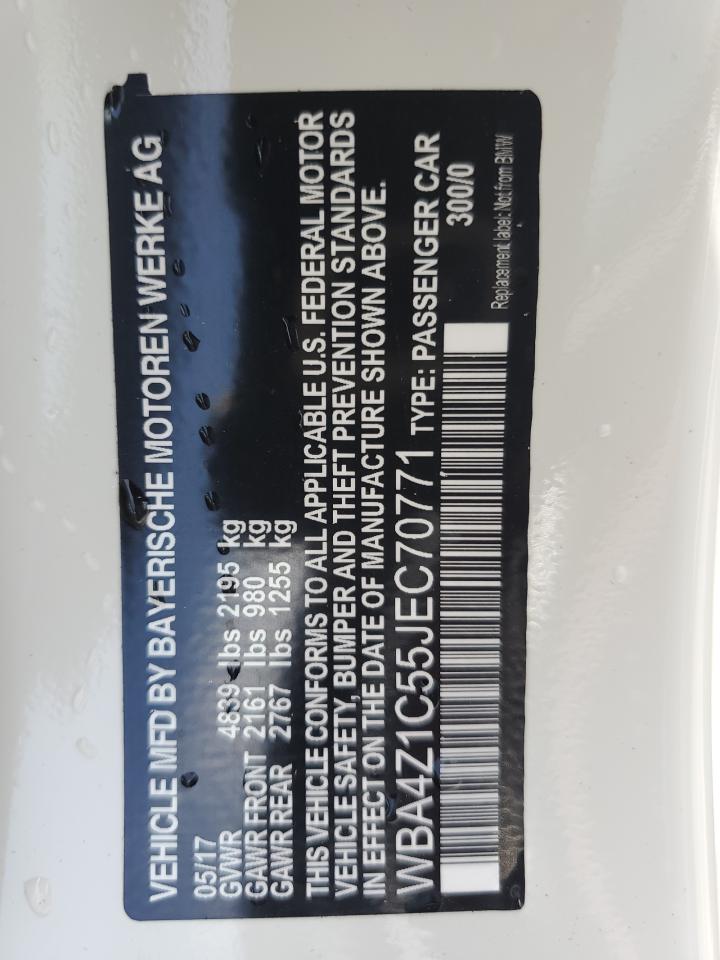 VEHICLE MFD BY BAYERISCHE MOTOREN WERKE AG
05/17
GVWR 4839 lbs 2195 kg
GAWR FRONT 2161 lbs 980 kg
GAWR REAR 2767 lbs 1255 kg
THIS VEHICLE CONFORMS TO ALL APPLICABLE U.S. FEDERAL MOTOR
VEHICLE SAFETY, BUMPER AND THEFT PREVENTION STANDARDS
IN EFFECT ON THE DATE OF MANUFACTURE SHOWN ABOVE.
WBA4Z1C55JEC70771 TYPE: PASSENGER CAR
300/0
Replacement label: Not from BMW